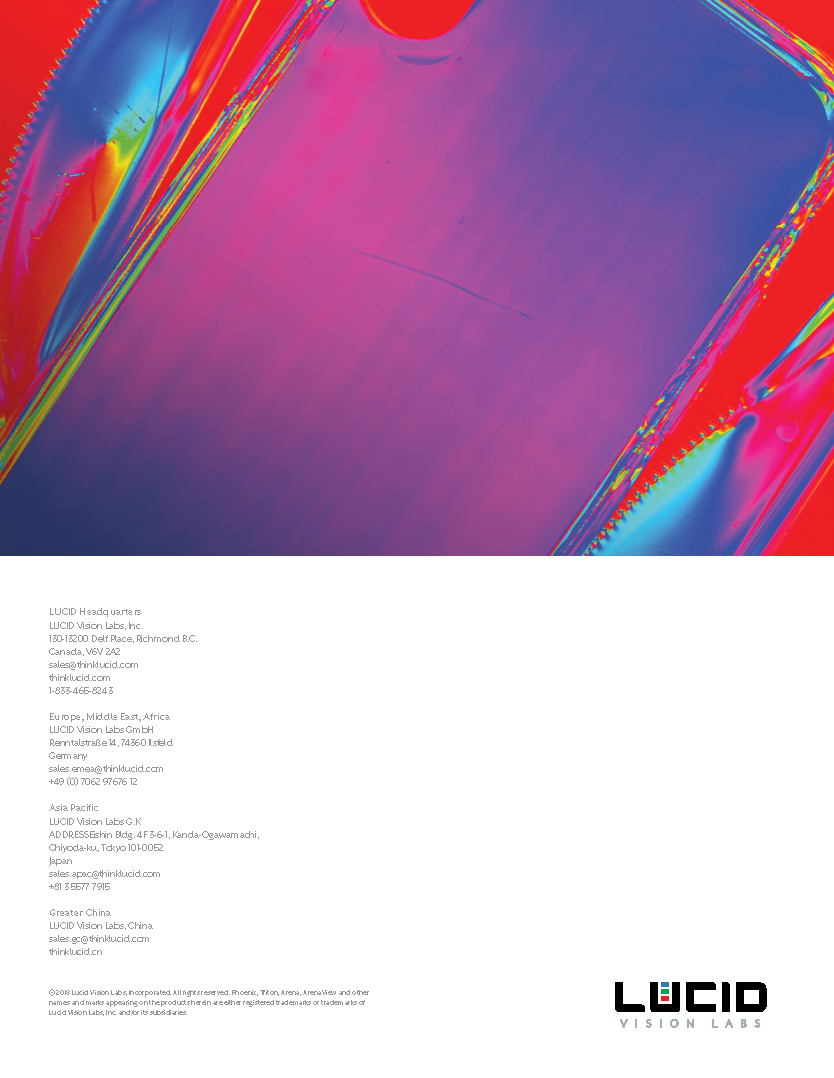 LUCID Headquarters
LUCID Vision Labs, Inc.
130-13200 Delf Place, Richmond B.C.
Canada, V6V 2A2
sales@thinklucid.com
thinklucid.com
1-833-465-8243
Europe, Middle East, Africa
LUCID Vision Labs GmbH
Renntalstraße 14, 74360 Ilsfeld
Germany
sales.emea@thinklucid.com
+49 (0) 7062 97676 12
Asia Pacific
LUCID Vision Labs G.K
ADDRESSEishin Bldg. 4F 3-6-1, Kanda-Ogawamachi,
Chiyoda-ku, Tokyo 101-0052
Japan
sales.apac@thinklucid.com
+81 3 5577 7915
Greater China
LUCID Vision Labs, China
sales.gc@thinklucid.com
thinklucid.cn
©2018 Lucid Vision Labs, Incorporated. All rights reserved. Phoenix, Triton, Arena, ArenaView and other
names and marks appearing on the products herein are either registered trademarks or trademarks of
Lucid Vision Labs, Inc. and/or its subsidiaries.
LUCID
VISION LABS